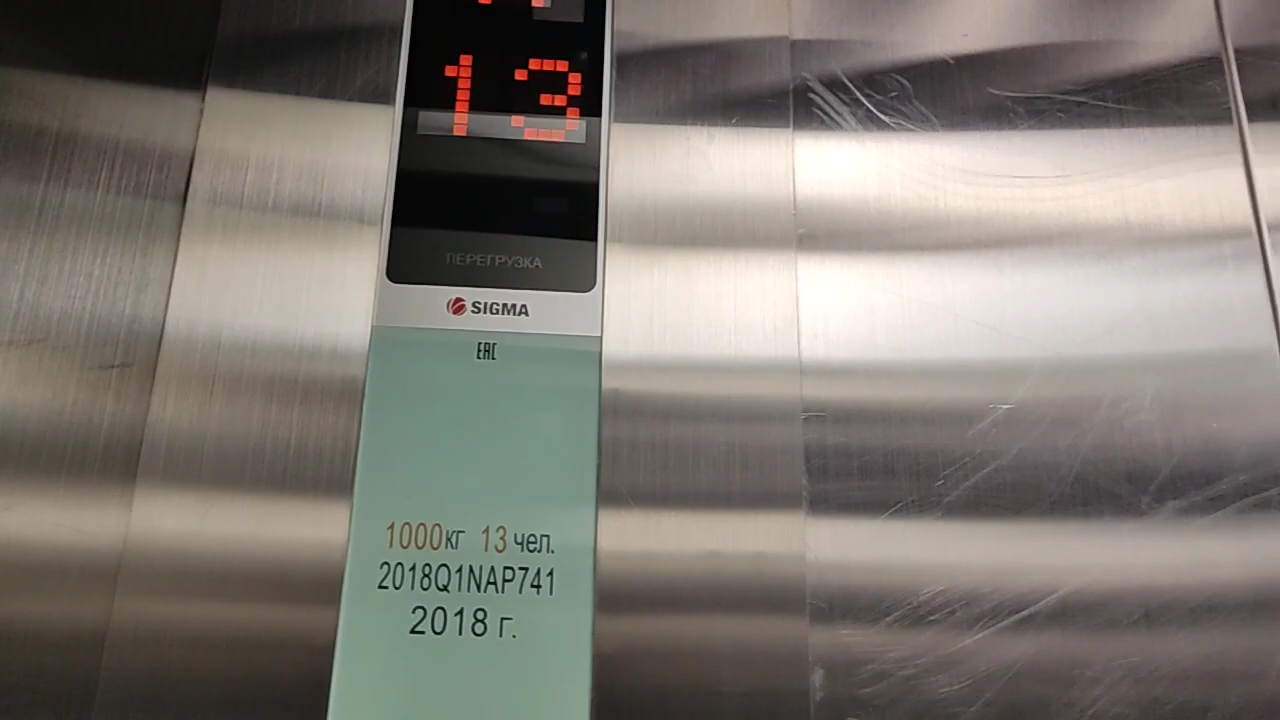 13
ПЕРЕГРУЗКА
SIGMA
EAC
1000кг 13 чел.
2018Q1NAP741
2018 г.